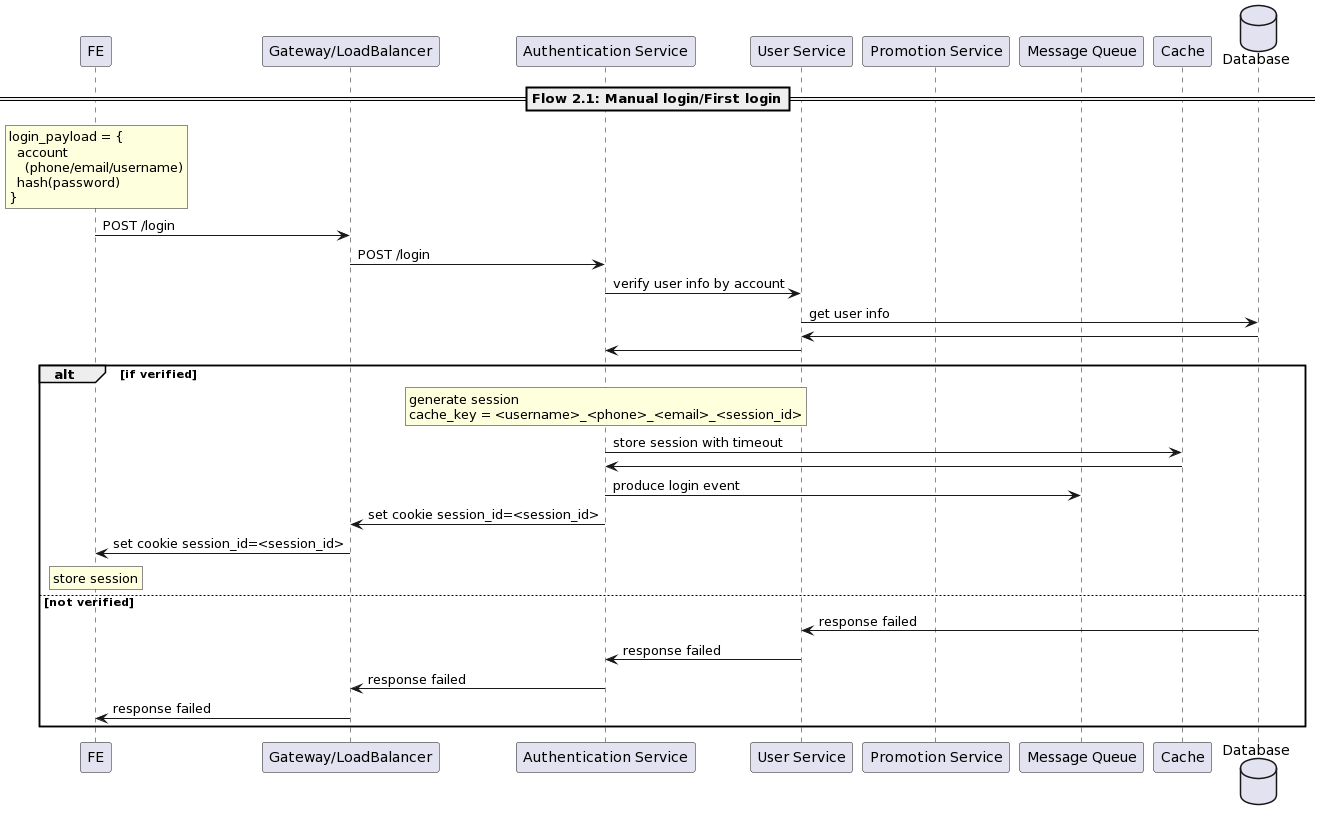 FE
Gateway/LoadBalancer
Authentication Service
User Service
Promotion Service
Message Queue
Cache
Database
Flow 2.1: Manual login/First login
login_payload = {
account
(phone/email/username)
hash(password)
}
POST /login
POST /login
verify user info by account
get user info
alt
[if verified]
generate session
cache_key = <username>_<phone>_<email>_<session_id>
store session with timeout
produce login event
set cookie session_id=<session_id>
set cookie session_id=<session_id>
store session
[not verified]
response failed
response failed
response failed
response failed
FE
Gateway/LoadBalancer
Authentication Service
User Service
Promotion Service
Message Queue
Cache
Database